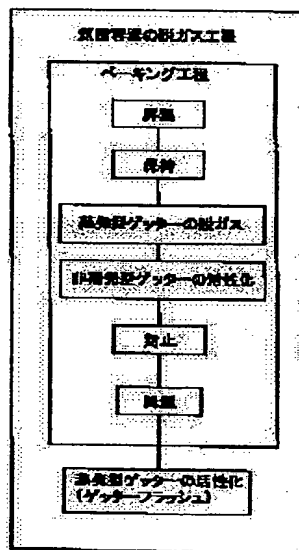 気密容器の脱ガス工程
ベーキング工程
昇温
保持
蒸発型ゲッターの脱ガス
非蒸発型ゲッターの活性化
封止
降温
蒸発型ゲッターの活性化
(ゲッターフラッシュ)